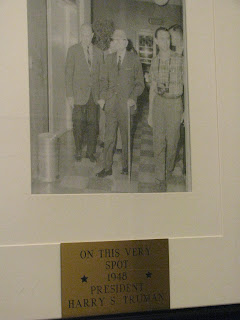 ON THIS VERY
SPOT
1948
PRESIDENT
HARRY S TRUMAN